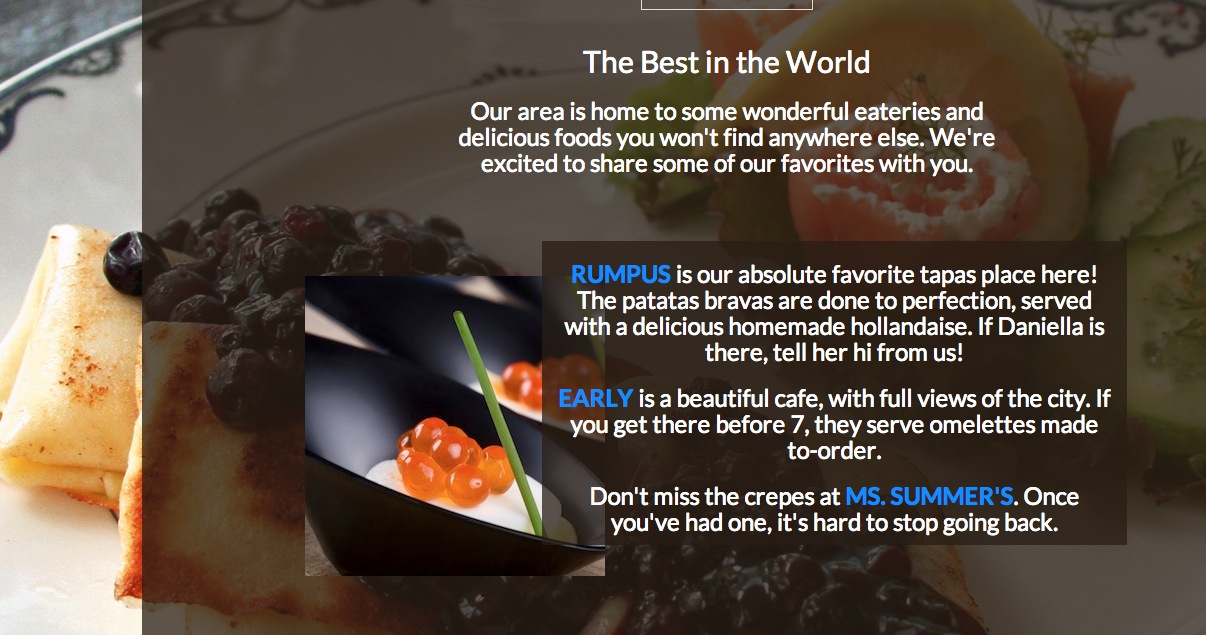 The Best in the World
Our area is home to some wonderful eateries and
delicious foods you won't find anywhere else. We're
excited to share some of our favorites with you.
RUMPUS is our absolute favorite tapas place here!
The patatas bravas are done to perfection, served
with a delicious homemade hollandaise. If Daniella is
there, tell her hi from us!
EARLY is a beautiful cafe, with full views of the city. If
you get there before 7, they serve omelettes made
to-order.
Don't miss the crepes at MS. SUMMER'S. Once
you've had one, it's hard to stop going back.